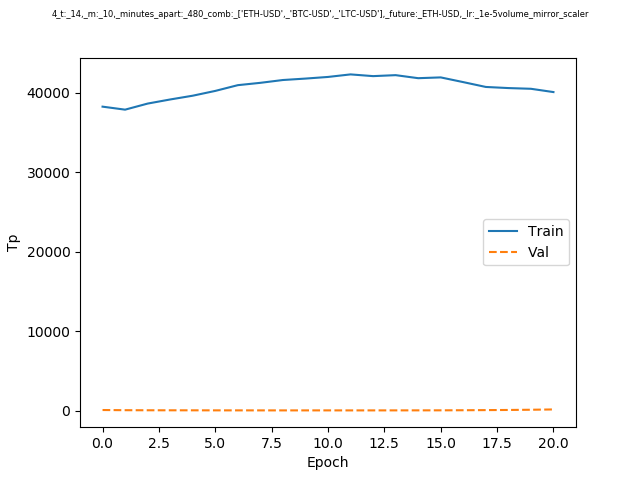 4_t:_14,_m:_10,_minutes_apart:_480_comb:_['ETH-USD',_'BTC-USD',_'LTC-USD'],_future:_ETH-USD,_lr:_1e-5volume_mirror_scaler
40000
30000
20000
10000
0
Tp
Train
Val
0.0 2.5 5.0 7.5 10.0 12.5 15.0 17.5 20.0
Epoch